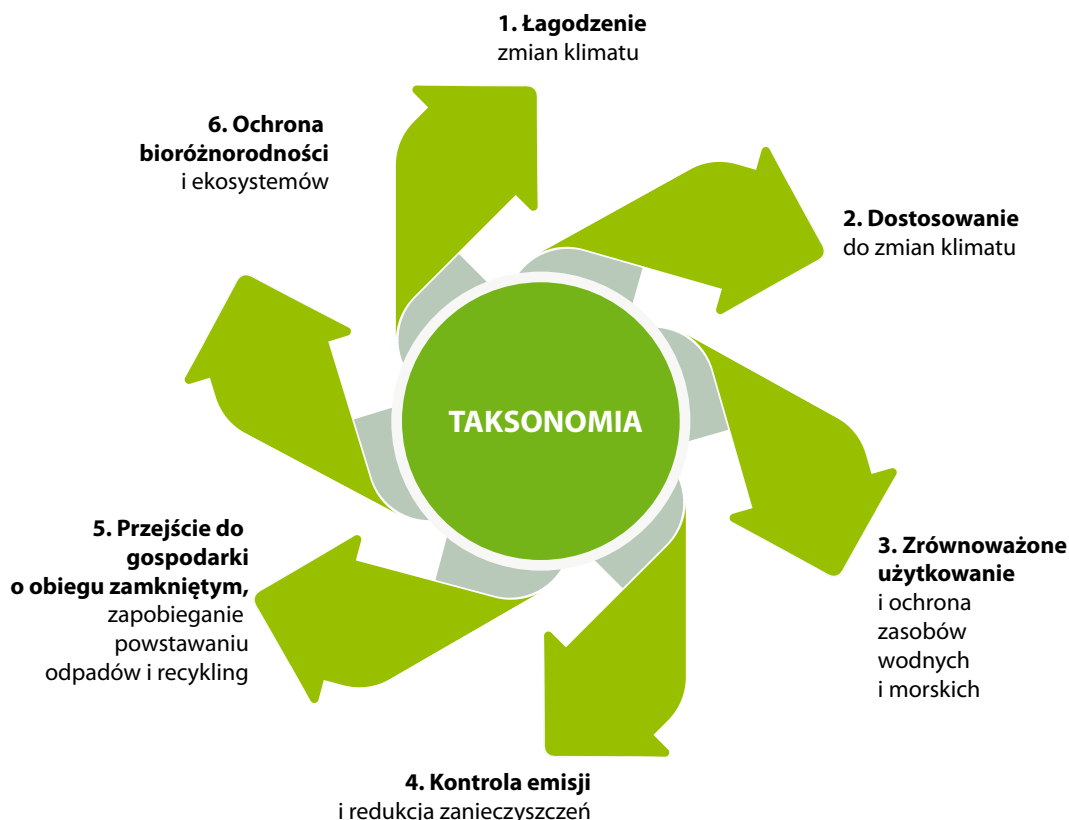 1. Łagodzenie
zmian klimatu
2. Dostosowanie
do zmian klimatu
3. Zrównoważone
użytkowanie
i ochrona
zasobów
wodnych
i morskich
4. Kontrola emisji
i redukcja zanieczyszczeń
5. Przejście do
gospodarki
o obiegu zamkniętym,
zapobieganie
powstawaniu
odpadów i recykling
6. Ochrona
bioróżnorodności
i ekosystemów
TAKSONOMIA